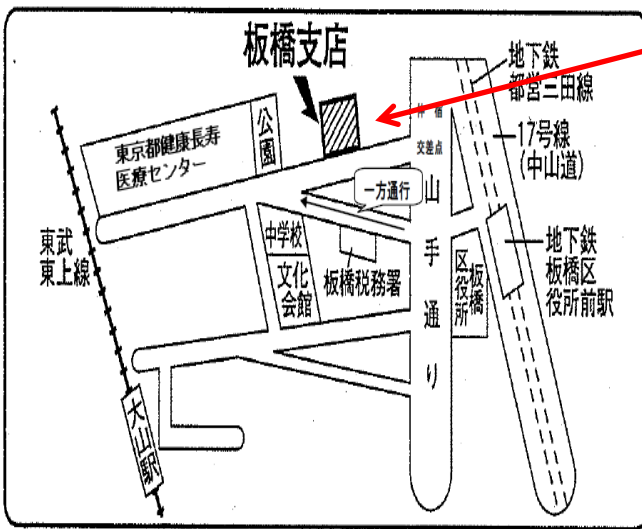 板橋支店
地下鉄
都営三田線
17号線
(中山道)
公園
東京都健康長寿
医療センター
交差点
一方通行
山手通り
東武
東上線
中学校
文化
会館
板橋税務署
板橋
区役所
地下鉄
板橋区
役所前駅
大山駅